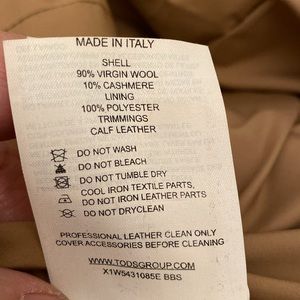 MADE IN ITALY
SHELL
90% VIRGIN WOOL
10% CASHMERE
LINING
100% POLYESTER
TRIMMINGS
CALF LEATHER
DO NOT WASH
DO NOT BLEACH
DO NOT TUMBLE DRY
COOL IRON TEXTILE PARTS,
DO NOT IRON LEATHER PARTS
DO NOT DRYCLEAN
PROFESSIONAL LEATHER CLEAN ONLY
COVER ACCESSORIES BEFORE CLEANING
WWW.TODSGROUP.COM
X1W5431085E BBS